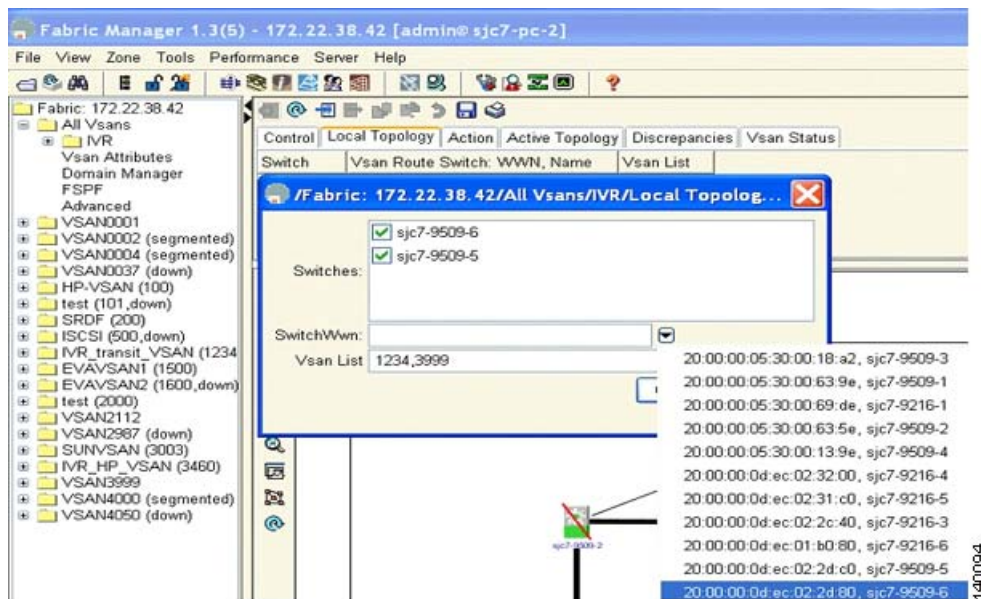 Fabric Manager 1.3(5) - 172.22.38.42 [admin@sjc7-pc-2]
File View Zone Tools Performance Server Help
Fabric: 172.22.38.42
All Vsans
IVR
Vsan Attributes
Domain Manager
FSPF
Advanced
VSAN0001
VSAN0002 (segmented)
VSAN0004 (segmented)
VSAN0037 (down)
HP-VSAN (100)
test (101,down)
SRDF (200)
ISCSI (500,down)
IVR_transit_VSAN (1234
EVAVSAN1 (1500)
EVAVSAN2 (1600,down)
test (2000)
VSAN2112
VSAN2987 (down)
SUNVSAN (3003)
IVR_HP_VSAN (3460)
VSAN3999
VSAN4000 (segmented)
VSAN4050 (down)
Control Local Topology Action Active Topology Discrepancies Vsan Status
Switch Vsan Route Switch: WWN, Name Vsan List
/Fabric: 172.22.38.42/All Vsans/IVR/Local Topolog...
Switches:
sjc7-9509-6
sjc7-9509-5
SwitchWwn:
Vsan List 1234,3999
20:00:00:05:30:00:18:a2, sjc7-9509-3
20:00:00:05:30:00:63:9e, sjc7-9509-1
20:00:00:05:30:00:69:de, sjc7-9216-1
20:00:00:05:30:00:63:5e, sjc7-9509-2
20:00:00:05:30:00:13:9e, sjc7-9509-4
20:00:00:0d:ec:02:32:00, sjc7-9216-4
20:00:00:0d:ec:02:31:c0, sjc7-9216-5
20:00:00:0d:ec:02:2c:40, sjc7-9216-3
20:00:00:0d:ec:01:b0:80, sjc7-9216-6
20:00:00:0d:ec:02:2d:c0, sjc7-9509-5
20:00:00:0d:ec:02:2d:80, sjc7-9509-6
sjc7-9509-2
140094